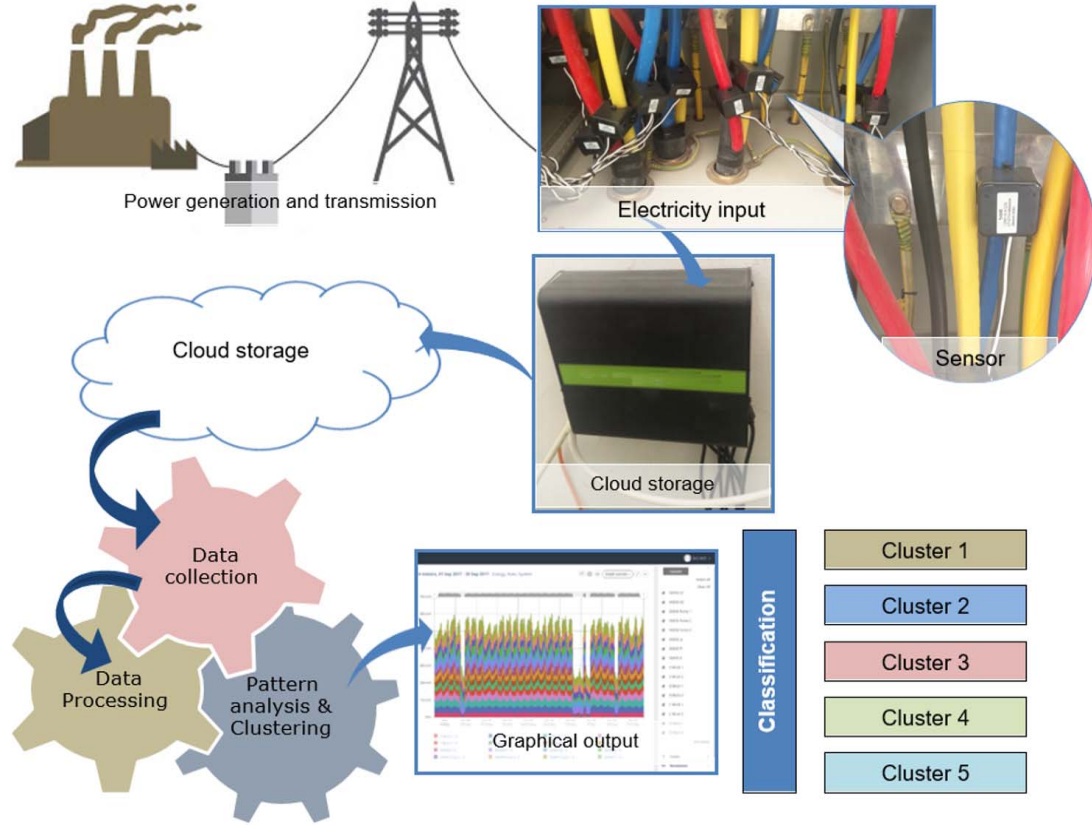 Power generation and transmission
Electricity input
Sensor
Cloud storage
Cloud storage
Data
collection
Data
Processing
Pattern
analysis &
Clustering
Graphical output
Classification
Cluster 1
Cluster 2
Cluster 3
Cluster 4
Cluster 5